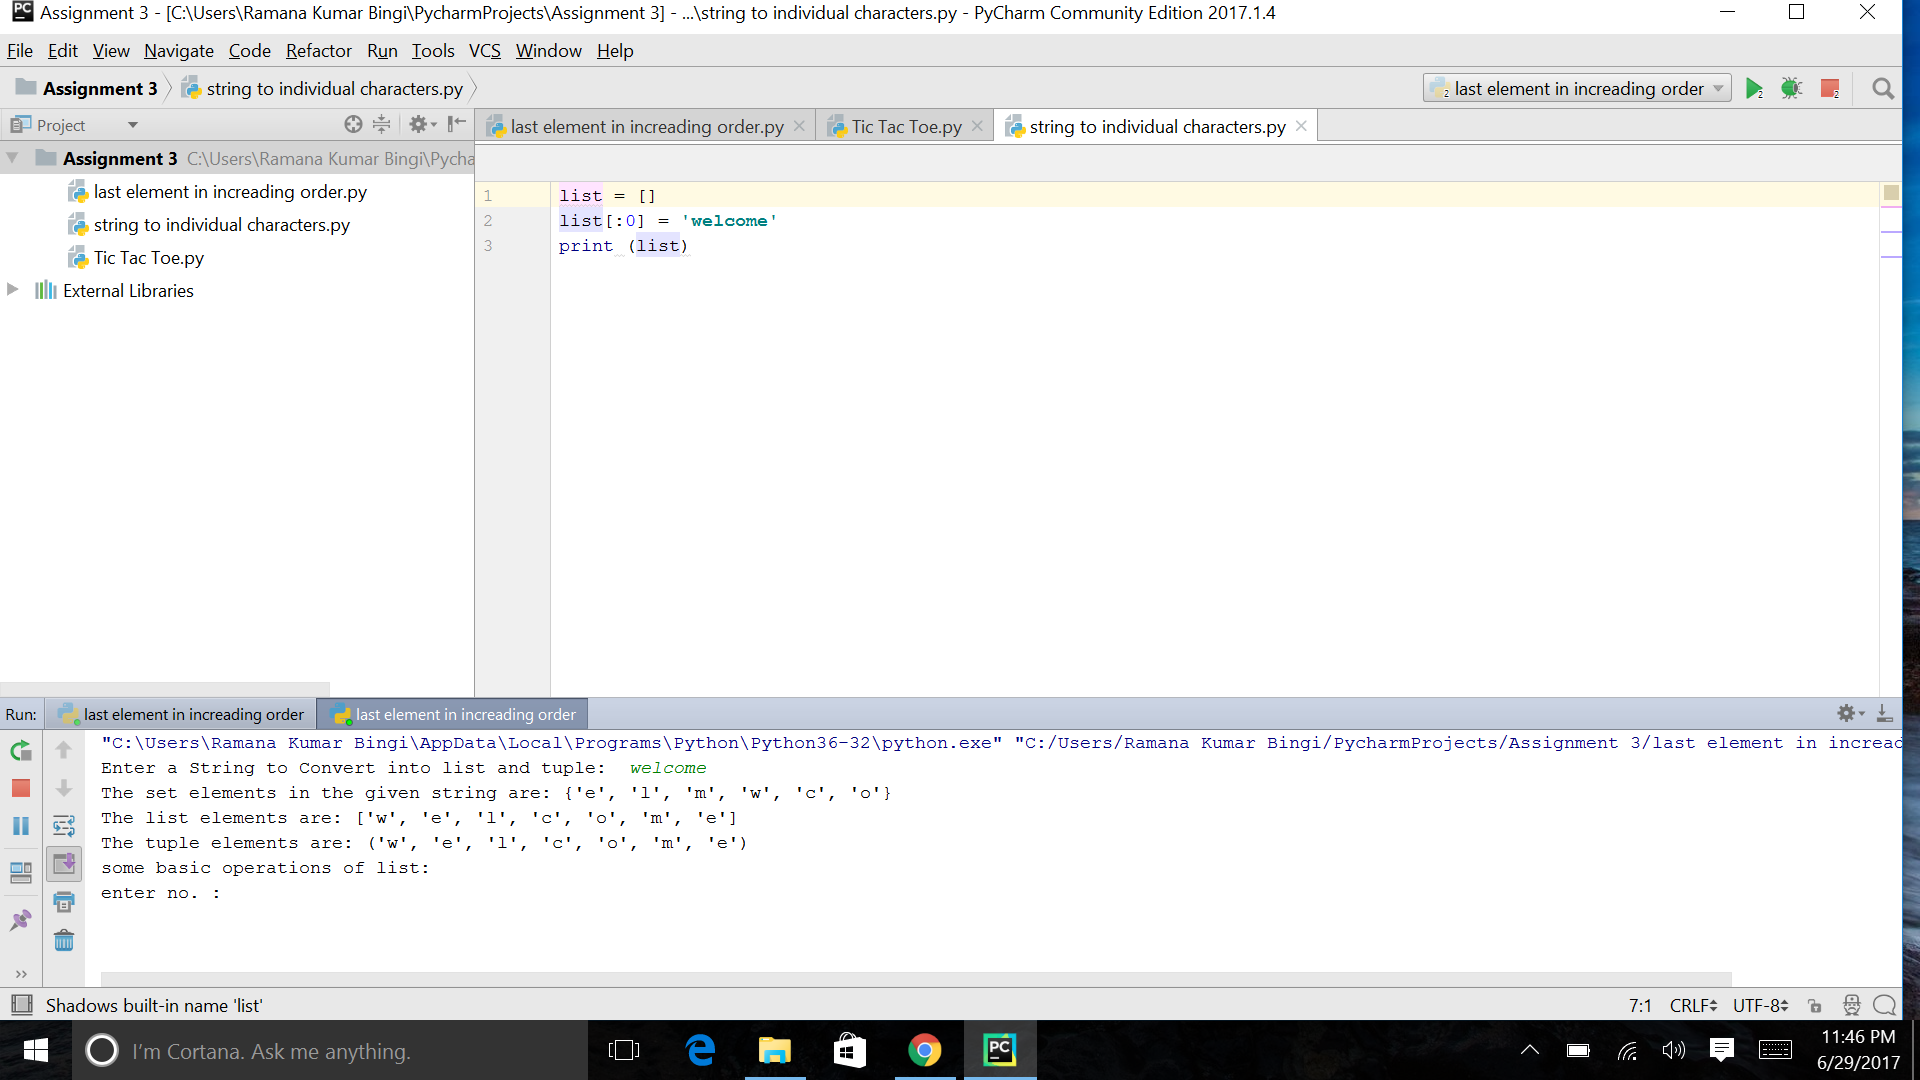 Assignment 3 - [C:\Users\Ramana Kumar Bingi\PycharmProjects\Assignment 3] - ...\string to individual characters.py - PyCharm Community Edition 2017.1.4
File Edit View Navigate Code Refactor Run Tools VCS Window Help
Assignment 3 string to individual characters.py last element in increading order
Project last element in increading order.py Tic Tac Toe.py string to individual characters.py
Assignment 3 C:\Users\Ramana Kumar Bingi\Pycha
last element in increading order.py
string to individual characters.py
Tic Tac Toe.py
External Libraries
1 list = []
2 list[:0] = 'welcome'
3 print (list)
Run: last element in increading order last element in increading order
"C:\Users\Ramana Kumar Bingi\AppData\Local\Programs\Python\Python36-32\python.exe" "C:/Users/Ramana Kumar Bingi/PycharmProjects/Assignment 3/last element in increac
Enter a String to Convert into list and tuple: welcome
The set elements in the given string are: {'e', 'l', 'm', 'w', 'c', 'o'}
The list elements are: ['w', 'e', 'l', 'c', 'o', 'm', 'e']
The tuple elements are: ('w', 'e', 'l', 'c', 'o', 'm', 'e')
some basic operations of list:
enter no. :
Shadows built-in name 'list' 7:1 CRLF UTF-8
I'm Cortana. Ask me anything.
PC
11:46 PM
6/29/2017